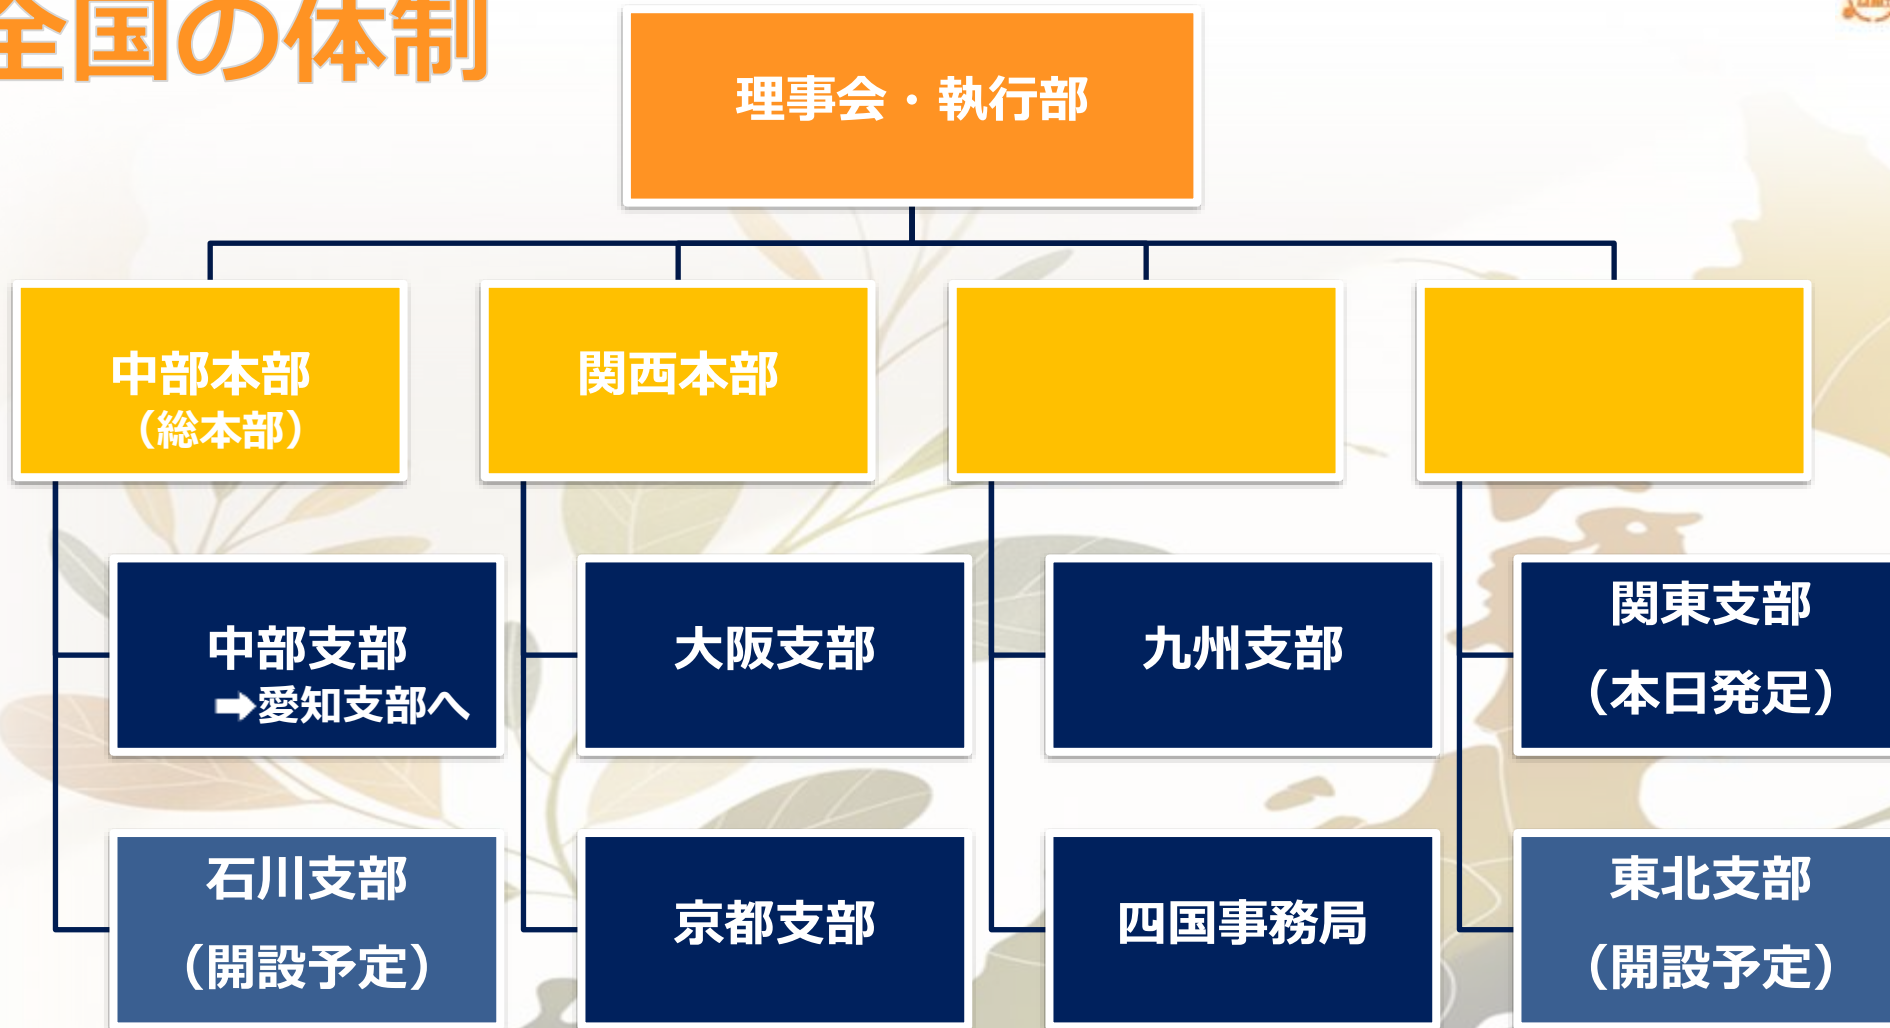 全国の体制
理事会・執行部
中部本部
（総本部）
関西本部
中部支部
➡愛知支部へ
大阪支部
九州支部
関東支部
（本日発足）
石川支部
（開設予定）
京都支部
四国事務局
東北支部
（開設予定）